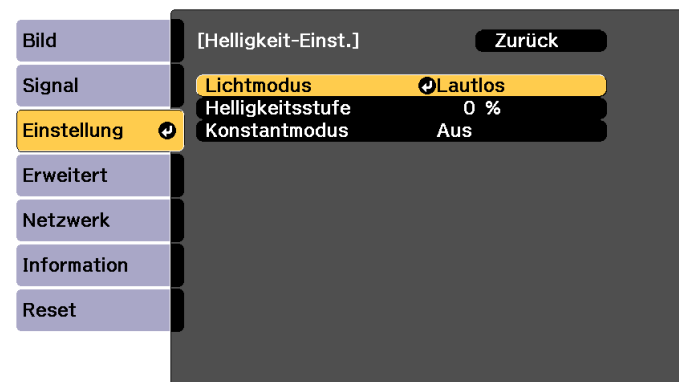 Bild
Signal
Einstellung
Erweitert
Netzwerk
Information
Reset
[Helligkeit-Einst.] Zurück
Lichtmodus Lautlos
Helligkeitsstufe 0 %
Konstantmodus Aus